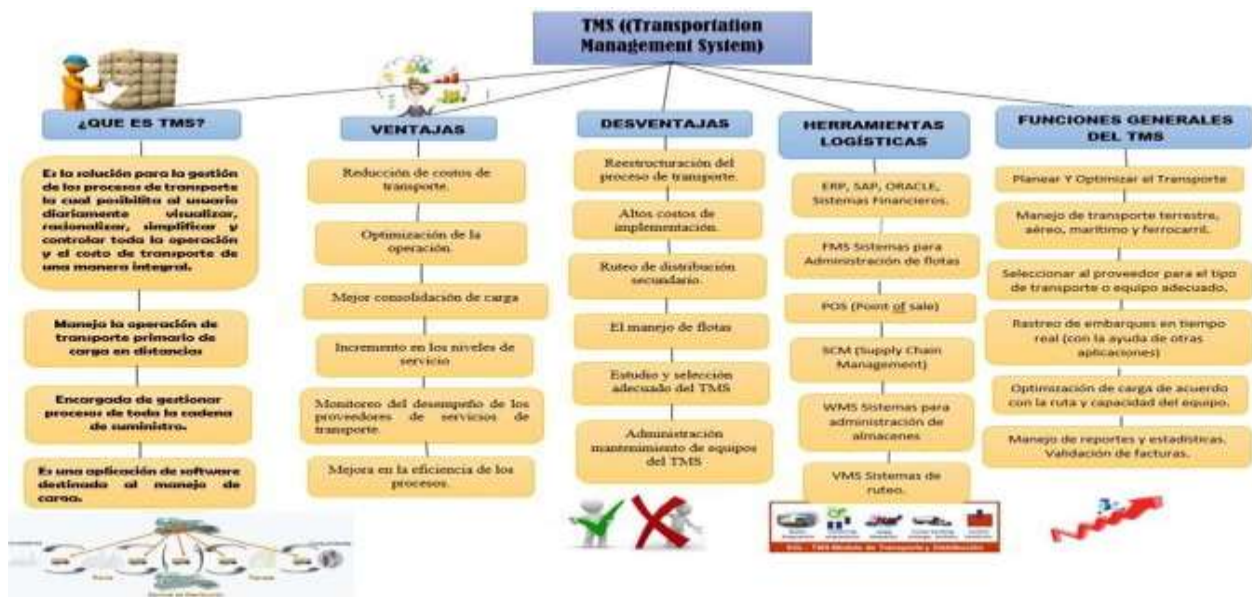 TMS ((Transportation
Management System)
¿QUE ES TMS?
Es la solución para la gestión
de los procesos de transporte
la cual posibilita al usuario
diariamente visualizar,
racionalizar, simplificar y
controlar toda la operación
y el costo de transporte de
una manera integral.
Maneja la operación de
transporte primario de
carga en distancias
Encargada de gestionar
procesos de toda la cadena
de suministro.
Es una aplicación de software
destinada al manejo de
carga.
VENTAJAS
Reducción de costos de
transporte.
Optimización de la
operación.
Mejor consolidación de carga
Incremento en los niveles de
servicio
Monitoreo del desempeño de los
proveedores de servicios de
transporte.
Mejora en la eficiencia de los
procesos.
DESVENTAJAS
Reestructuración del
proceso de transporte.
Altos costos de
implementación.
Ruteo de distribución
secundario.
El manejo de flotas
Estudio y selección
adecuado del TMS
Administración
mantenimiento de equipos
del TMS
HERRAMIENTAS
LOGÍSTICAS
ERP, SAP, ORACLE,
Sistemas Financieros.
FMS Sistemas para
Administración de flotas
POS (Point of sale)
SCM (Supply Chain
Management)
WMS Sistemas para
administración de
almacenes
VMS Sistemas de
ruteo.
TMS Modulo de Transporte y Distribución
FUNCIONES GENERALES
DEL TMS
Planear Y Optimizar el Transporte
Manejo de transporte terrestre,
aéreo, marítimo y ferrocarril.
Seleccionar al proveedor para el tipo
de transporte o equipo adecuado.
Rastreo de embarques en tiempo
real (con la ayuda de otras
aplicaciones)
Optimización de carga de acuerdo
con la ruta y capacidad del equipo.
Manejo de reportes y estadísticas.
Validación de facturas.